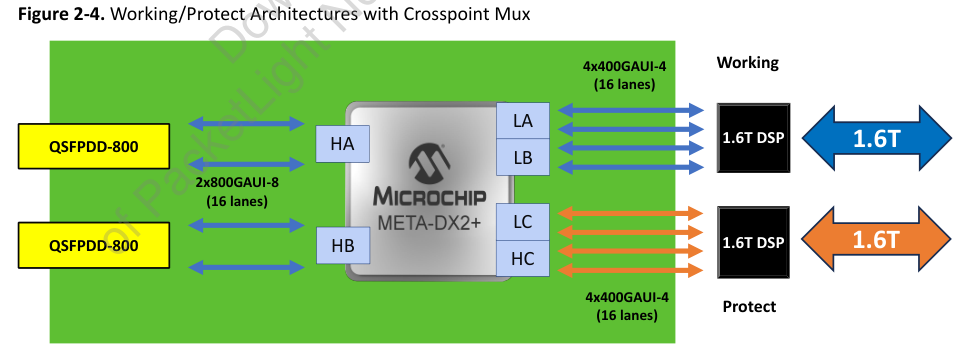 Figure 2-4. Working/Protect Architectures with Crosspoint Mux
4x400GAUI-4
(16 lanes)
Working
QSFPDD-800
HA
LA
LB
1.6T DSP
1.6T
2x800GAUI-8
(16 lanes)
MICROCHIP
META-DX2+
QSFPDD-800
HB
LC
HC
1.6T DSP
1.6T
4x400GAUI-4
(16 lanes)
Protect
of PacketLight